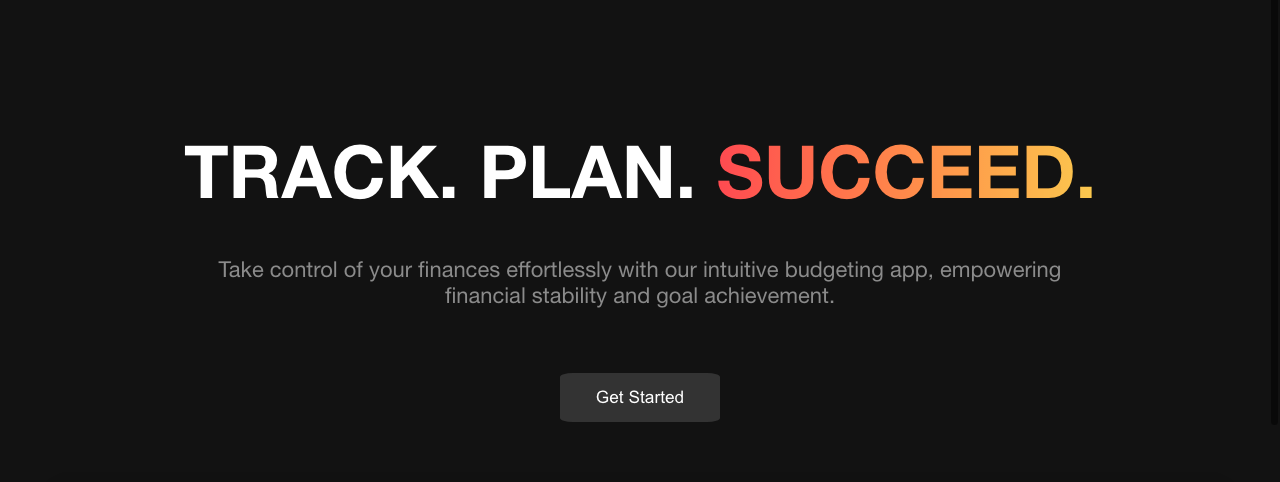 TRACK. PLAN. SUCCEED.
Take control of your finances effortlessly with our intuitive budgeting app, empowering
financial stability and goal achievement.
Get Started